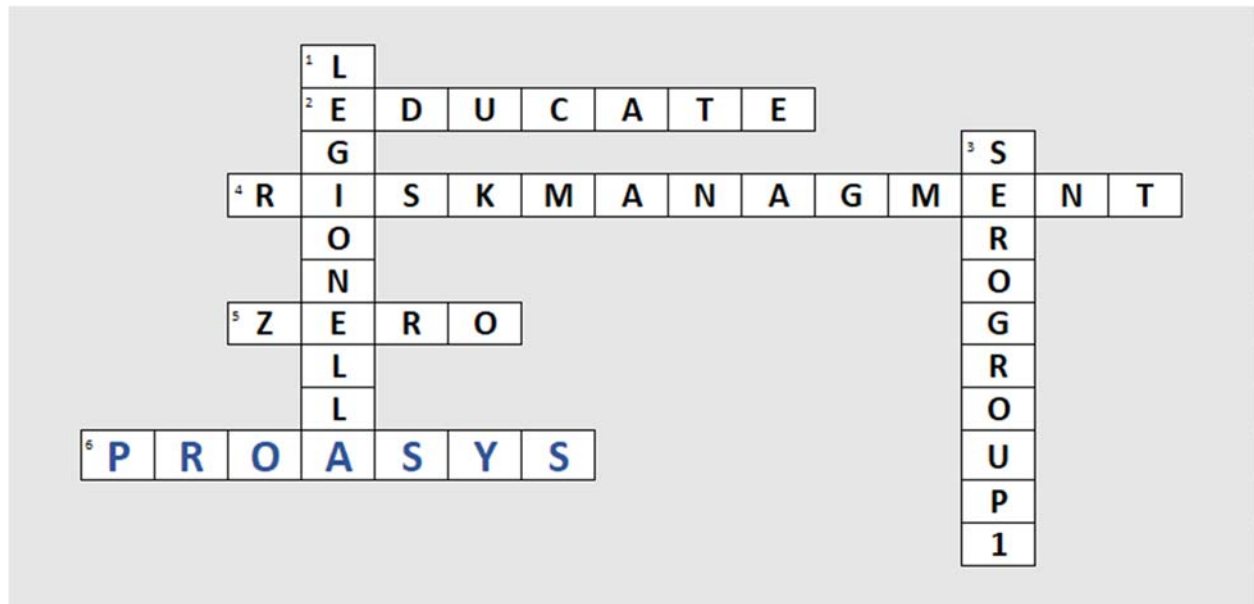 1 L
2 E D U C A T E
G 3 S
4 R I S K M A N A G M E N T
O R
N O
5 Z E R O G
L R
L O
6 P R O A S Y S U
P
1